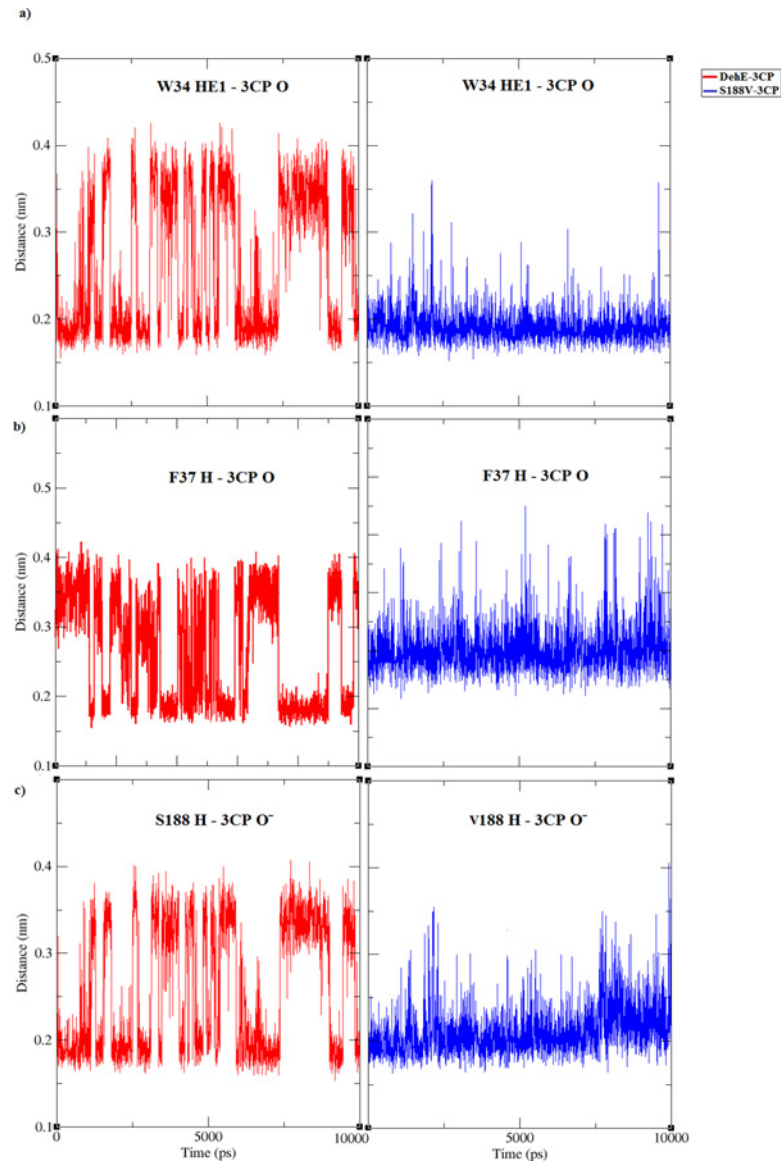 a)
0.5
W34 HE1 - 3CP O
W34 HE1 - 3CP O
DehE-3CP
S188V-3CP
0.4
Distance (nm)
0.3
0.2
0.1
b)
F37 H - 3CP O
F37 H - 3CP O
0.5
0.4
Distance (nm)
0.3
0.2
0.1
c)
S188 H - 3CP O⁻
V188 H - 3CP O⁻
0.4
Distance (nm)
0.3
0.2
0.1
0
5000
10000
5000
10000
Time (ps)
Time (ps)